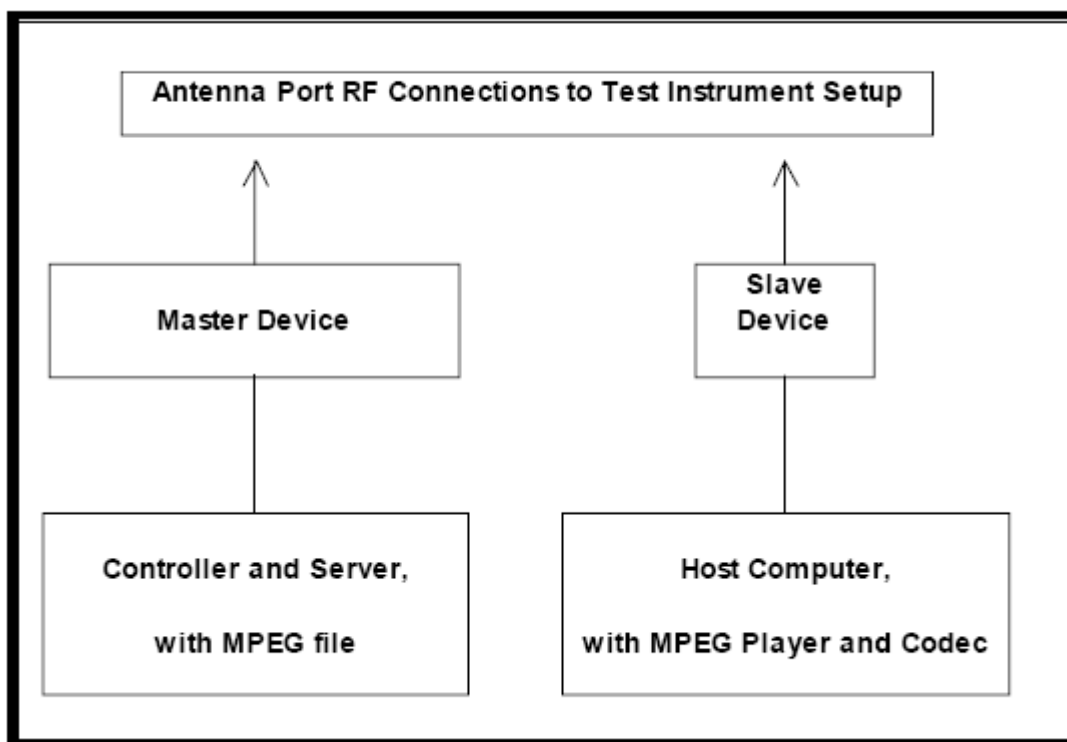 Antenna Port RF Connections to Test Instrument Setup
Master Device
Slave
Device
Controller and Server,
with MPEG file
Host Computer,
with MPEG Player and Codec